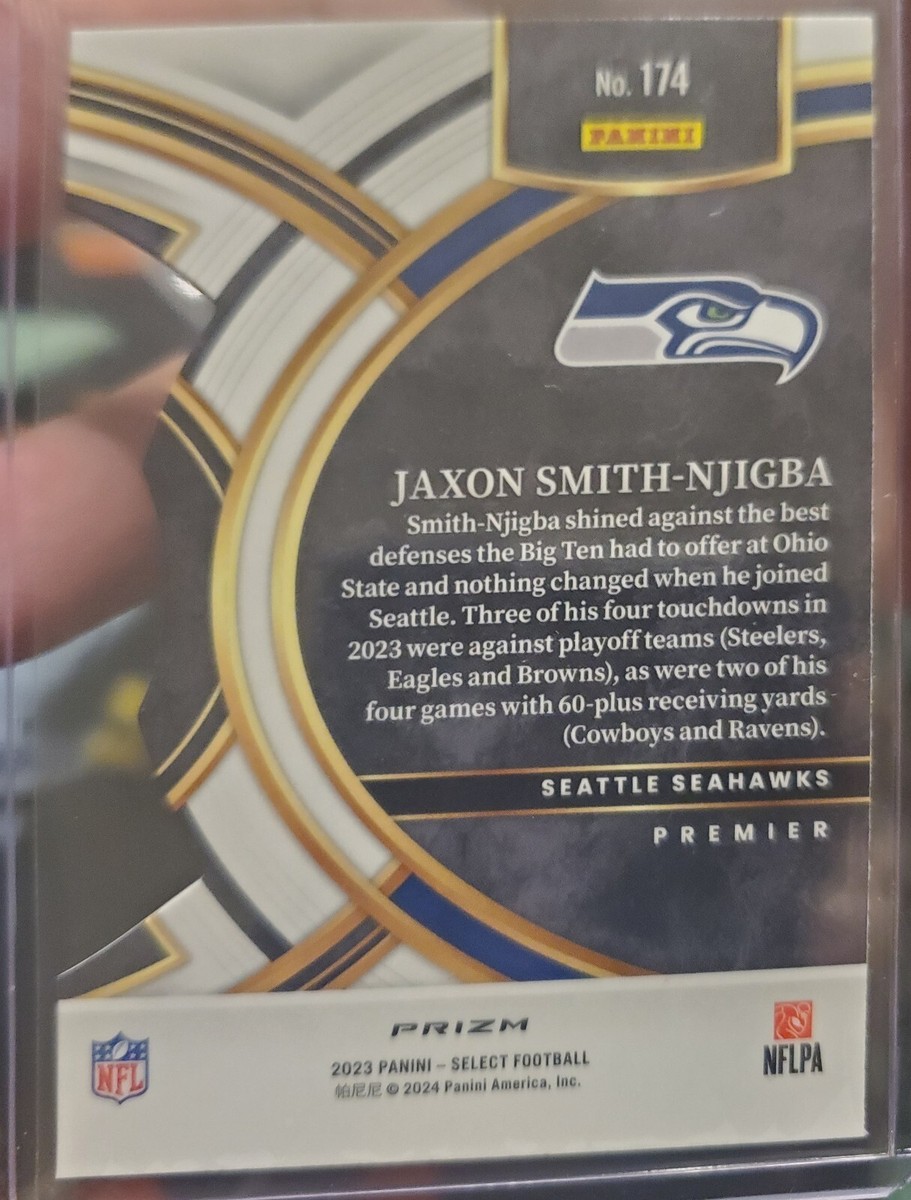 No. 174
PANINI
JAXON SMITH-NJIGBA
Smith-Njigba shined against the best
defenses the Big Ten had to offer at Ohio
State and nothing changed when he joined
Seattle. Three of his four touchdowns in
2023 were against playoff teams (Steelers,
Eagles and Browns), as were two of his
four games with 60-plus receiving yards
(Cowboys and Ravens).
SEATTLE SEAHAWKS
PREMIER
PRIZM
2023 PANINI – SELECT FOOTBALL
帕尼尼 © 2024 Panini America, Inc.
NFL
NFLPA